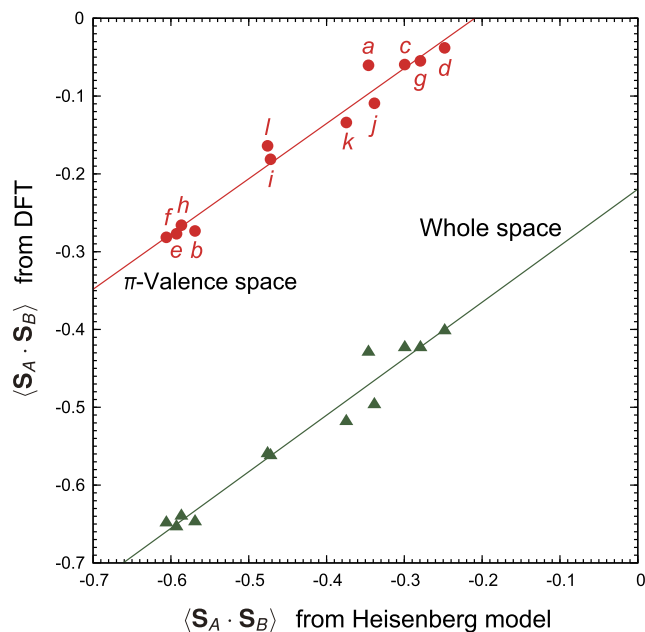 0
-0.1
-0.2
-0.3
-0.4
-0.5
-0.6
-0.7
⟨S_A · S_B⟩ from DFT
a
c
g
d
j
k
l
i
f
h
e
b
π-Valence space
Whole space
-0.7
-0.6
-0.5
-0.4
-0.3
-0.2
-0.1
0
⟨S_A · S_B⟩ from Heisenberg model